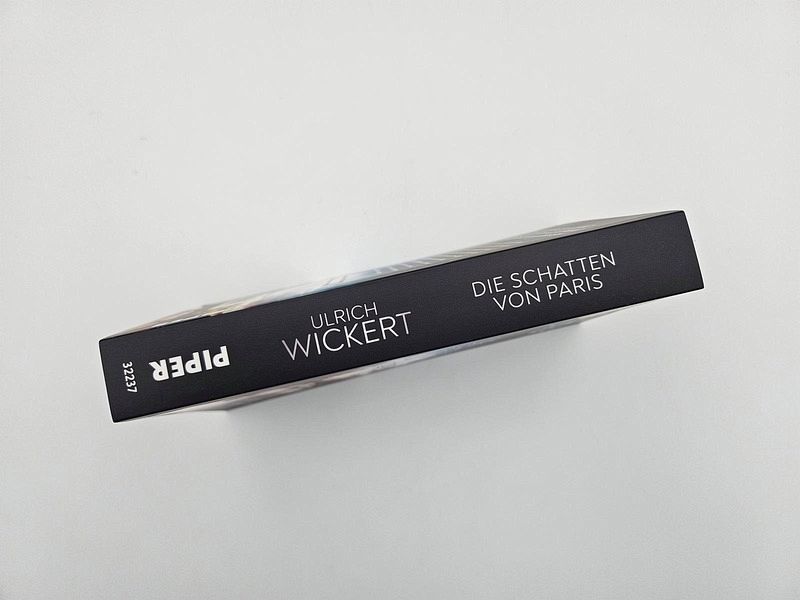 ULRICH
WICKERT
DIE SCHATTEN
VON PARIS
PIPER
32237